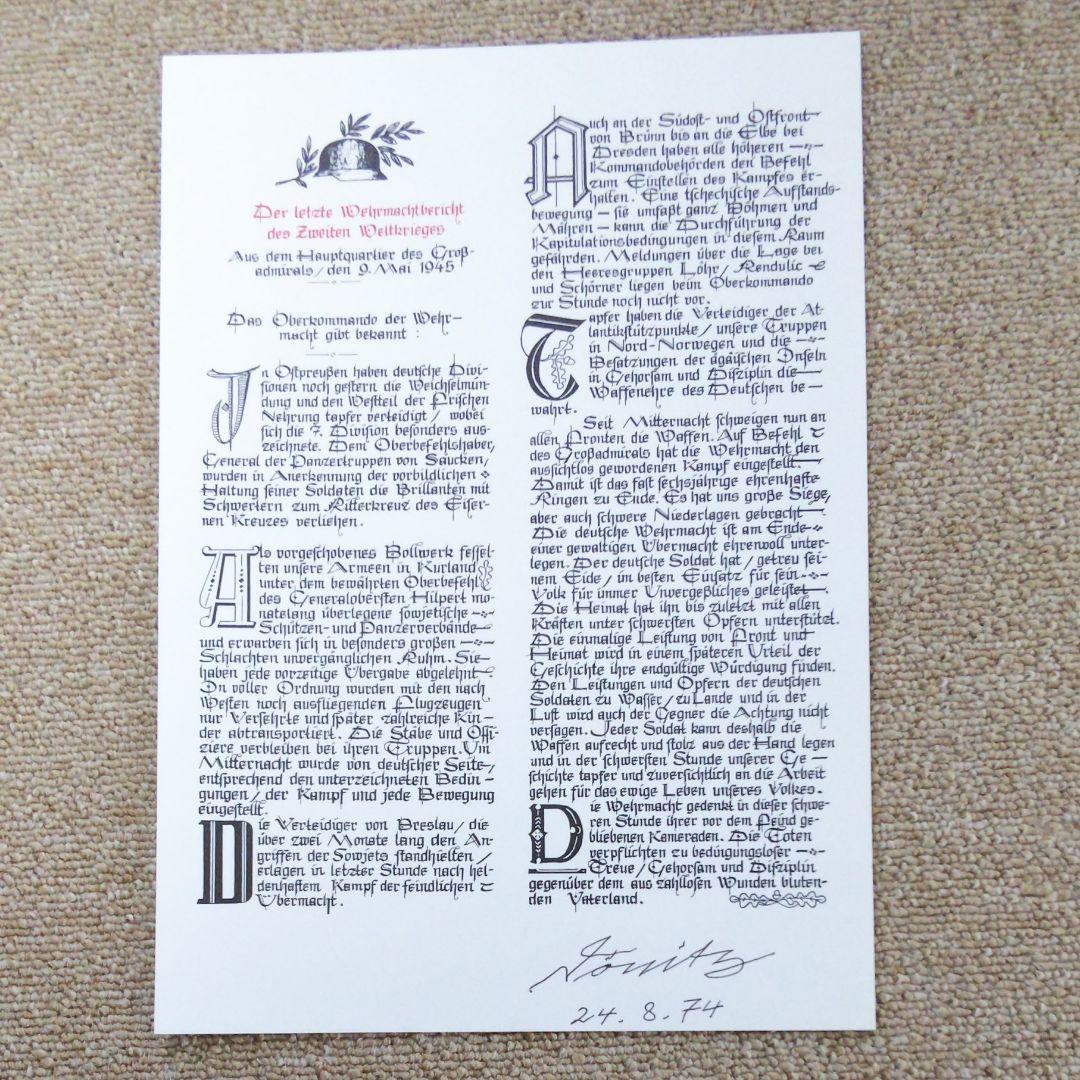 Der letzte Wehrmachtbericht
des Zweiten Weltkrieges
Aus dem Hauptquartier des Groß-
admirals / den 9. Mai 1945
Das Oberkommando der Wehr-
macht gibt bekannt :
In Ostpreußen haben deutsche Divi-
sionen noch gestern die Weichselmün-
dung und den Westteil der Frischen
Nehrung tapfer verteidigt / wobei
sich die 7. Division besonders aus-
zeichnete. Dem Oberbefehlshaber,
General der Panzertruppen von Saucken,
wurden in Anerkennung der vorbildlichen
Haltung seiner Soldaten die Brillanten mit
Schwertern zum Ritterkreuz des Eiser-
nen Kreuzes verliehen.
Als vorgeschobenes Bollwerk fessel-
ten unsre Armeen in Kurland
unter dem bewährten Oberbefehl
des Generalobersten Hilpert mo-
natelang überlegene sowjetische
Schützen- und Panzerverbände
und erwarben sich in besonders großen
Schlachten unvergänglichen Ruhm. Sie
haben jede vorzeitige Übergabe abgelehnt.
In voller Ordnung wurden mit den nach
Westen noch ausfliegenden Flugzeugen
nur Versehrte und später zahlreiche Kin-
der abtransportiert. Die Stäbe und Offi-
ziere verbleiben bei ihren Truppen. Um
Mitternacht wurde von deutscher Seite,
entsprechend den unterzeichneten Bedin-
gungen / der Kampf und jede Bewegung
eingestellt.
Die Verteidiger von Breslau / die
über zwei Monate lang den An-
griffen der Sowjets standhielten /
erlagen in letzter Stunde nach hel-
denhaftem Kampf der feindlichen
Übermacht.
Auch an der Südost- und Ostfront
von Brünn bis an die Elbe bei
Dresden haben alle höheren
Kommandobehörden den Befehl
zum Einstellen des Kampfes er-
halten. Eine tschechische Aufstands-
bewegung – sie umfaßt ganz Böhmen und
Mähren – kann die Durchführung der
Kapitulationsbedingungen in diesem Raum
gefährden. Meldungen über die Lage bei
den Heeresgruppen Löhr / Rendulic
und Schörner liegen beim Oberkommando
zur Stunde noch nicht vor.
Tapfer haben die Verteidiger der At-
lantikstützpunkte / unsre Truppen
in Nord-Norwegen und die
Besatzungen der ägäischen Inseln
in Gehorsam und Disziplin die
Waffenehre des Deutschen be-
wahrt.
Seit Mitternacht schweigen nun an
allen Fronten die Waffen. Auf Befehl
des Großadmirals hat die Wehrmacht den
aussichtlos gewordenen Kampf eingestellt.
Damit ist das fast sechsjährige ehrenhafte
Ringen zu Ende. Es hat uns große Siege,
aber auch schwere Niederlagen gebracht
Die deutsche Wehrmacht ist am Ende
einer gewaltigen Übermacht ehrenvoll unter-
legen. Der deutsche Soldat hat / getreu sei-
nem Eide / in besten Einsatz für sein
Volk für immer Unvergeßliches geleistet
Die Heimat hat ihn bis zuletzt mit allen
Kräften unter schwersten Opfern unterstützt.
Die einmalige Leistung von Front und
Heimat wird in einem späteren Urteil der
Geschichte ihre endgültige Würdigung finden.
Den Leistungen und Opfern der deutschen
Soldaten zu Wasser / zu Lande und in der
Luft wird auch der Gegner die Achtung nicht
versagen. Jeder Soldat kann deshalb die
Waffen aufrecht und stolz aus der Hand legen
und in der schwersten Stunde unserer Ge-
schichte tapfer und zuversichtlich an die Arbeit
gehen für das ewige Leben unseres Volkes.
Die Wehrmacht gedenkt in dieser schwe-
ren Stunde ihrer vor dem Feind ge-
bliebenen Kameraden. Die Toten
verpflichten zu bedingungsloser
Treue / Gehorsam und Disziplin
gegenüber dem aus zahllosen Wunden bluten-
den Vaterland.
Dönitz
24. 8. 74